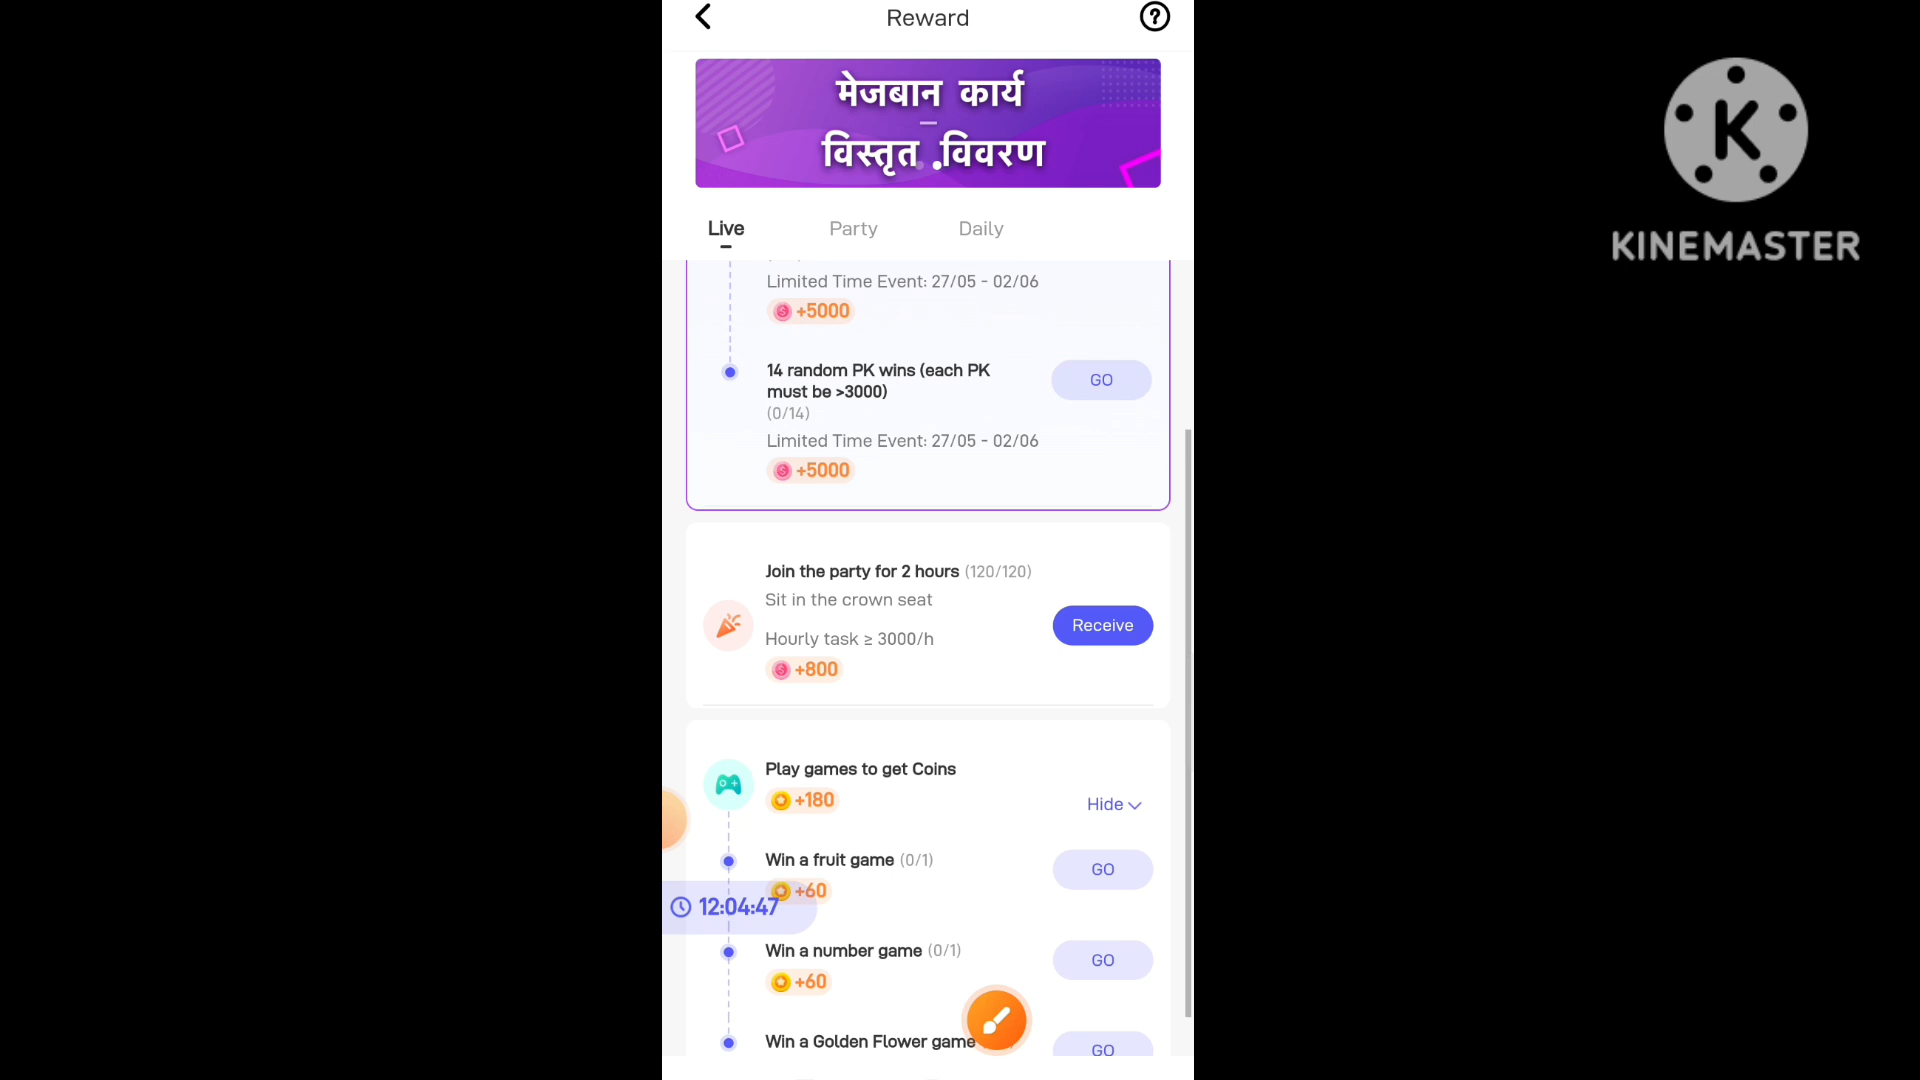 Reward
KINEMASTER
मेजबान कार्य
विस्तृत विवरण
Live
Party
Daily
Limited Time Event: 27/05 - 02/06
+5000
14 random PK wins (each PK
must be >3000)
GO
(0/14)
Limited Time Event: 27/05 - 02/06
+5000
Join the party for 2 hours (120/120)
Sit in the crown seat
Receive
Hourly task ≥ 3000/h
+800
Play games to get Coins
+180
Hide
Win a fruit game (0/1)
GO
+60
12:04:47
Win a number game (0/1)
GO
+60
Win a Golden Flower game
GO